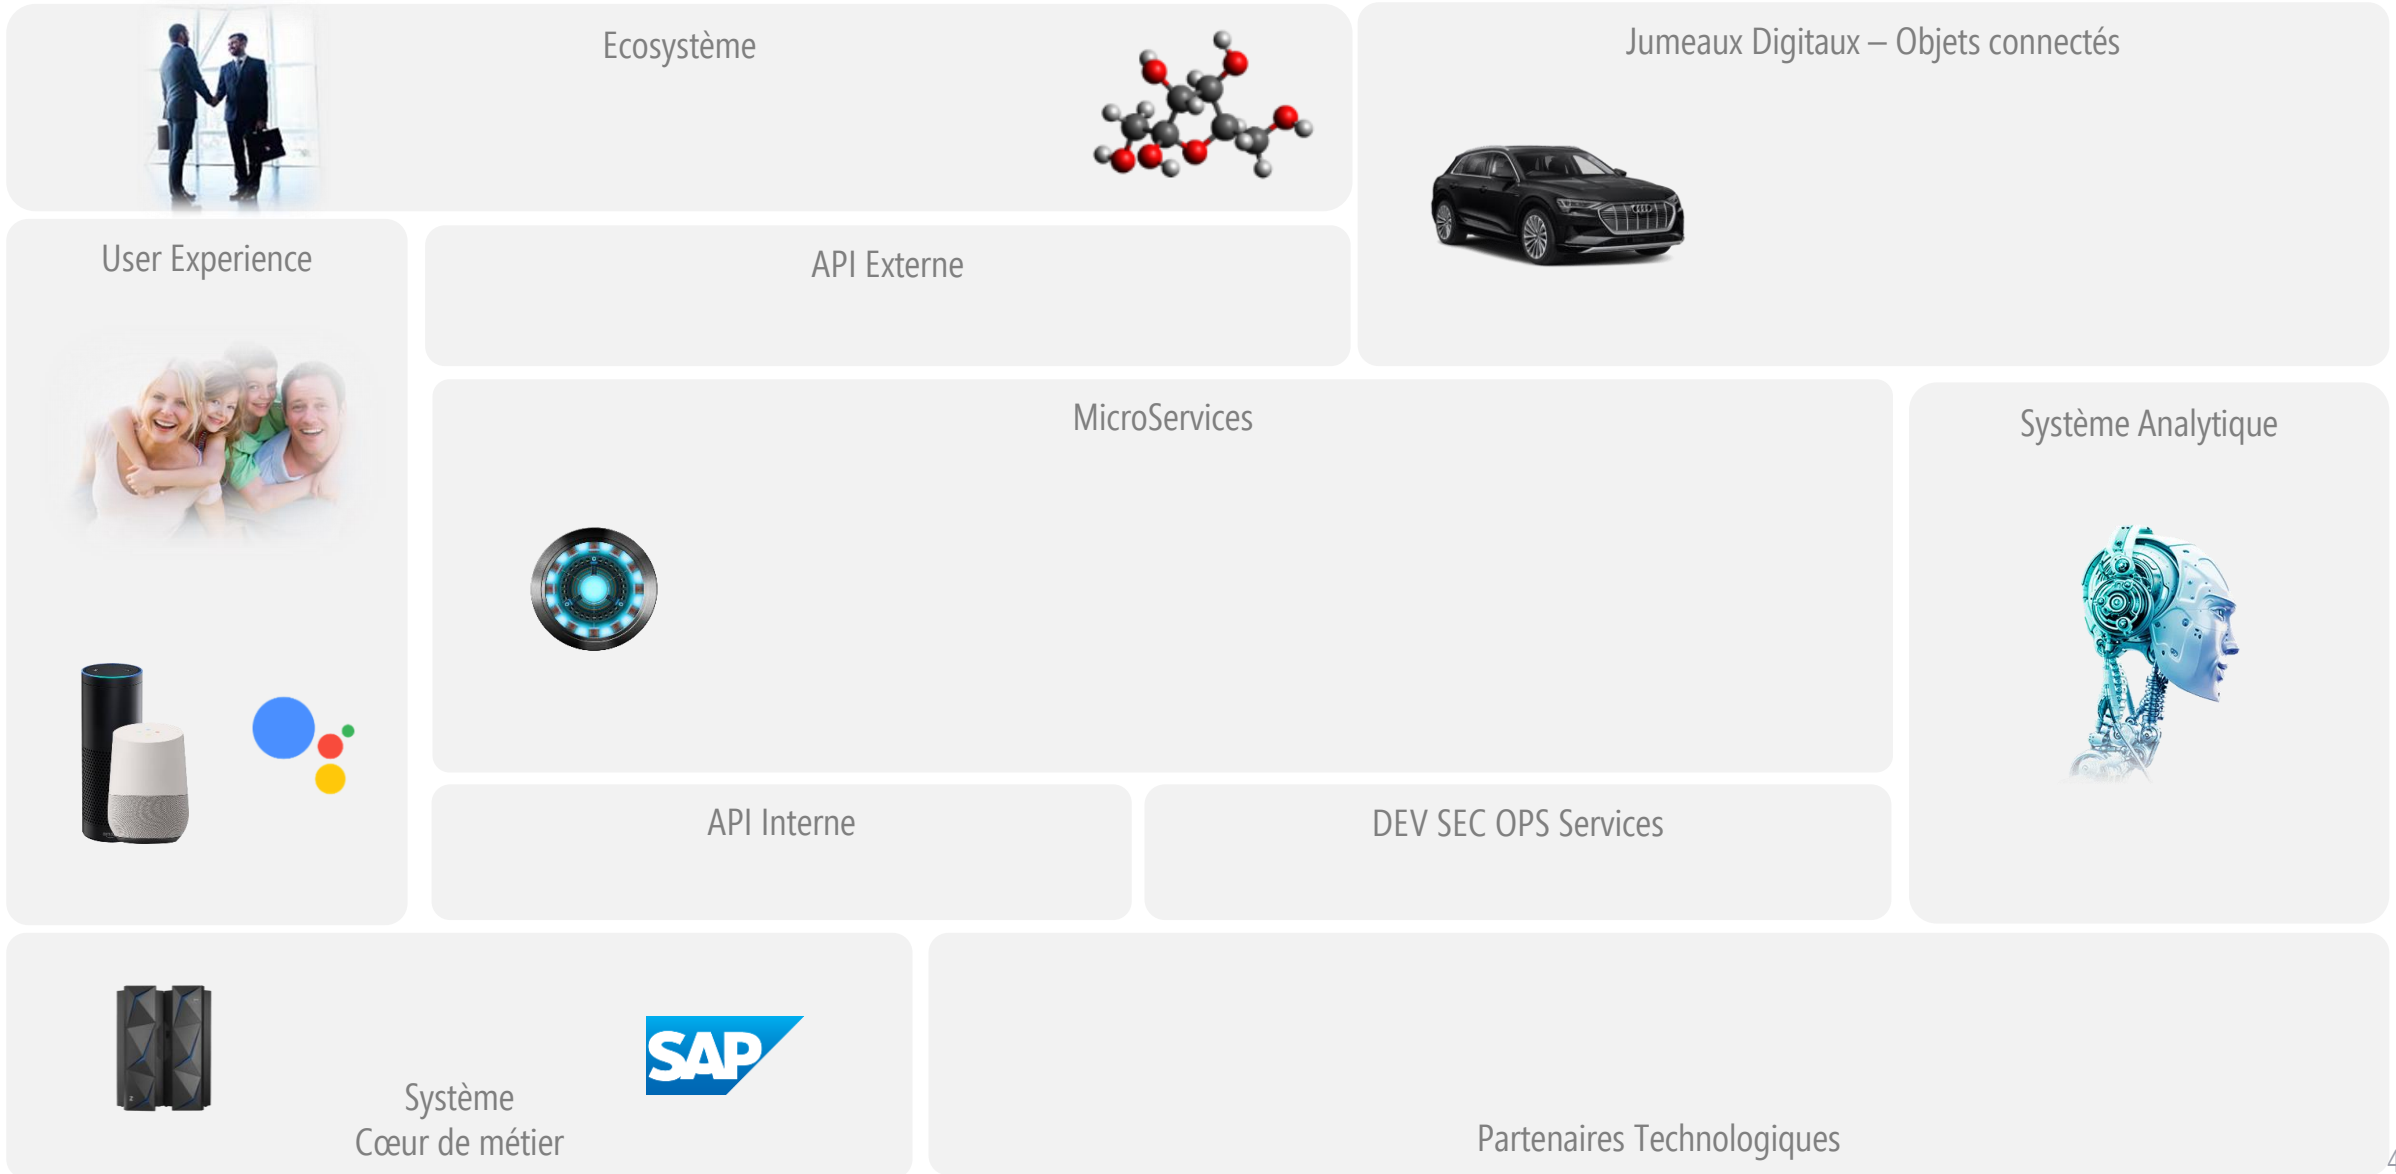 Ecosystème
Jumeaux Digitaux – Objets connectés
User Experience
API Externe
MicroServices
Système Analytique
API Interne
DEV SEC OPS Services
SAP
Système
Cœur de métier
Partenaires Technologiques
4